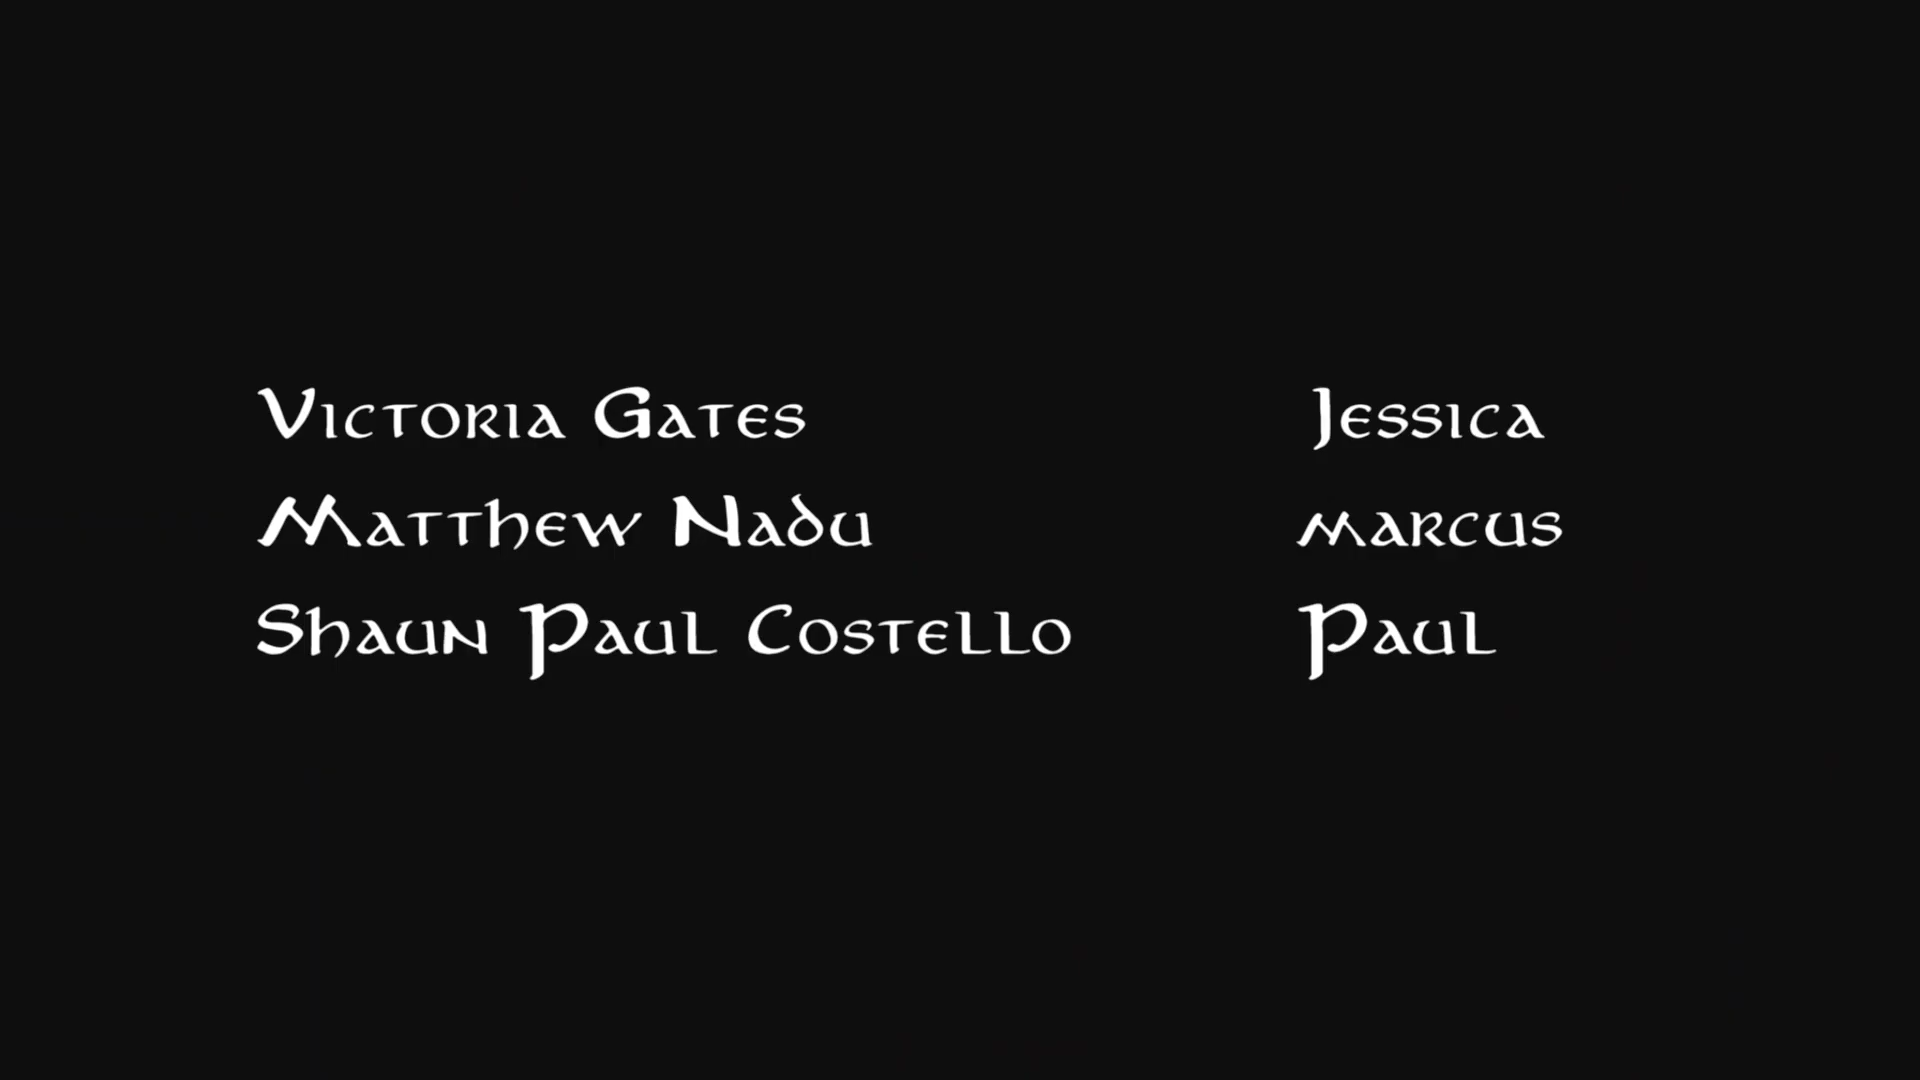 Victoria Gates Jessica
Matthew Nadu marcus
Shaun Paul Costello Paul